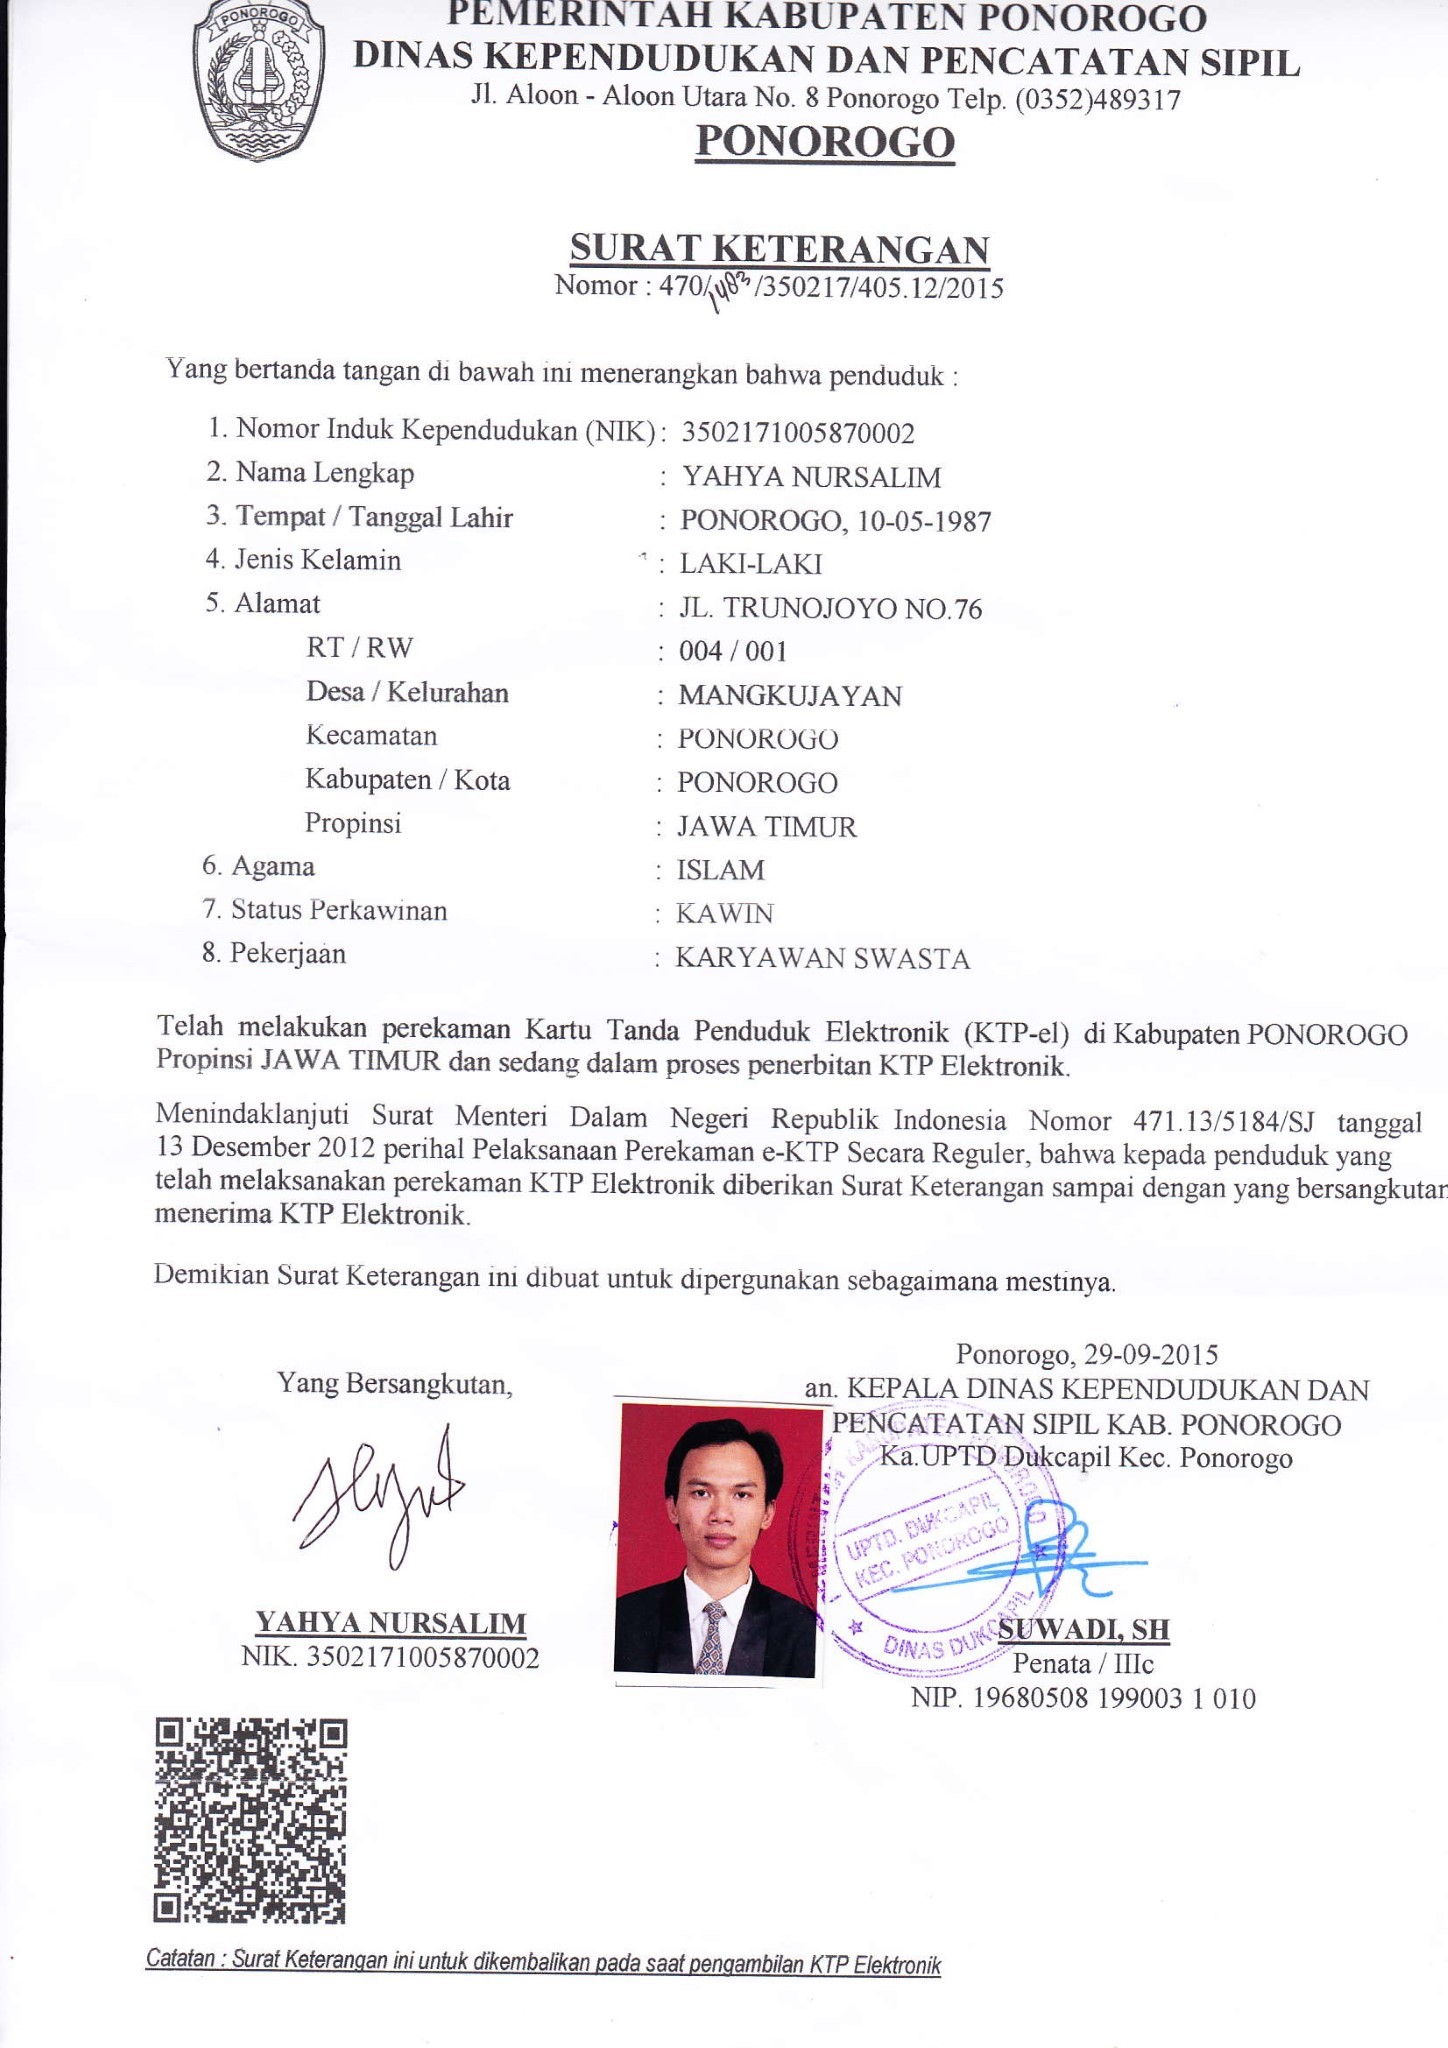 PONOROGO
PEMERINTAH KABUPATEN PONOROGO
DINAS KEPENDUDUKAN DAN PENCATATAN SIPIL
Jl. Aloon - Aloon Utara No. 8 Ponorogo Telp. (0352)489317
PONOROGO
SURAT KETERANGAN
Nomor : 470/1483/350217/405.12/2015
Yang bertanda tangan di bawah ini menerangkan bahwa penduduk :
1. Nomor Induk Kependudukan (NIK) : 3502171005870002
2. Nama Lengkap : YAHYA NURSALIM
3. Tempat / Tanggal Lahir : PONOROGO, 10-05-1987
4. Jenis Kelamin : LAKI-LAKI
5. Alamat : JL. TRUNOJOYO NO.76
RT / RW : 004 / 001
Desa / Kelurahan : MANGKUJAYAN
Kecamatan : PONOROGO
Kabupaten / Kota : PONOROGO
Propinsi : JAWA TIMUR
6. Agama : ISLAM
7. Status Perkawinan : KAWIN
8. Pekerjaan : KARYAWAN SWASTA
Telah melakukan perekaman Kartu Tanda Penduduk Elektronik (KTP-el) di Kabupaten PONOROGO
Propinsi JAWA TIMUR dan sedang dalam proses penerbitan KTP Elektronik.
Menindaklanjuti Surat Menteri Dalam Negeri Republik Indonesia Nomor 471.13/5184/SJ tanggal
13 Desember 2012 perihal Pelaksanaan Perekaman e-KTP Secara Reguler, bahwa kepada penduduk yang
telah melaksanakan perekaman KTP Elektronik diberikan Surat Keterangan sampai dengan yang bersangkutan
menerima KTP Elektronik.
Demikian Surat Keterangan ini dibuat untuk dipergunakan sebagaimana mestinya.
Ponorogo, 29-09-2015
Yang Bersangkutan,
an. KEPALA DINAS KEPENDUDUKAN DAN
PENCATATAN SIPIL KAB. PONOROGO
Ka.UPTD Dukcapil Kec. Ponorogo
KABUPATEN PONOROGO
UPTD. DUKCAPIL
KEC. PONOROGO
DINAS DUKCAPIL
YAHYA NURSALIM
NIK. 3502171005870002
SUWADI, SH
Penata / IIIc
NIP. 19680508 199003 1 010
Catatan : Surat Keterangan ini untuk dikembalikan pada saat pengambilan KTP Elektronik